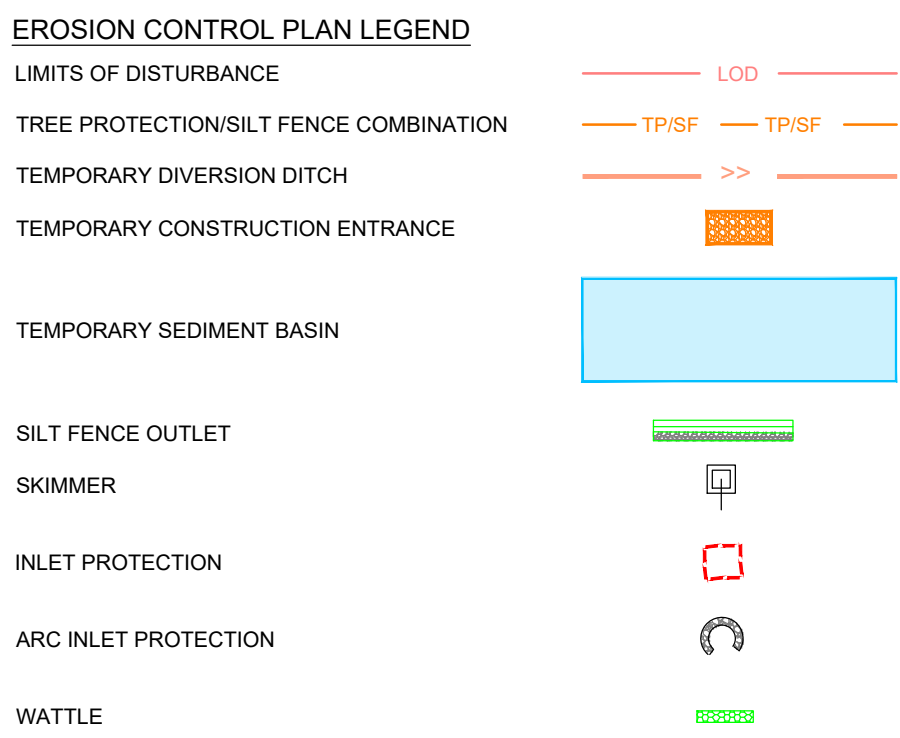 EROSION CONTROL PLAN LEGEND
LIMITS OF DISTURBANCE LOD
TREE PROTECTION/SILT FENCE COMBINATION TP/SF TP/SF
TEMPORARY DIVERSION DITCH >>
TEMPORARY CONSTRUCTION ENTRANCE
TEMPORARY SEDIMENT BASIN
SILT FENCE OUTLET
SKIMMER
INLET PROTECTION
ARC INLET PROTECTION
WATTLE